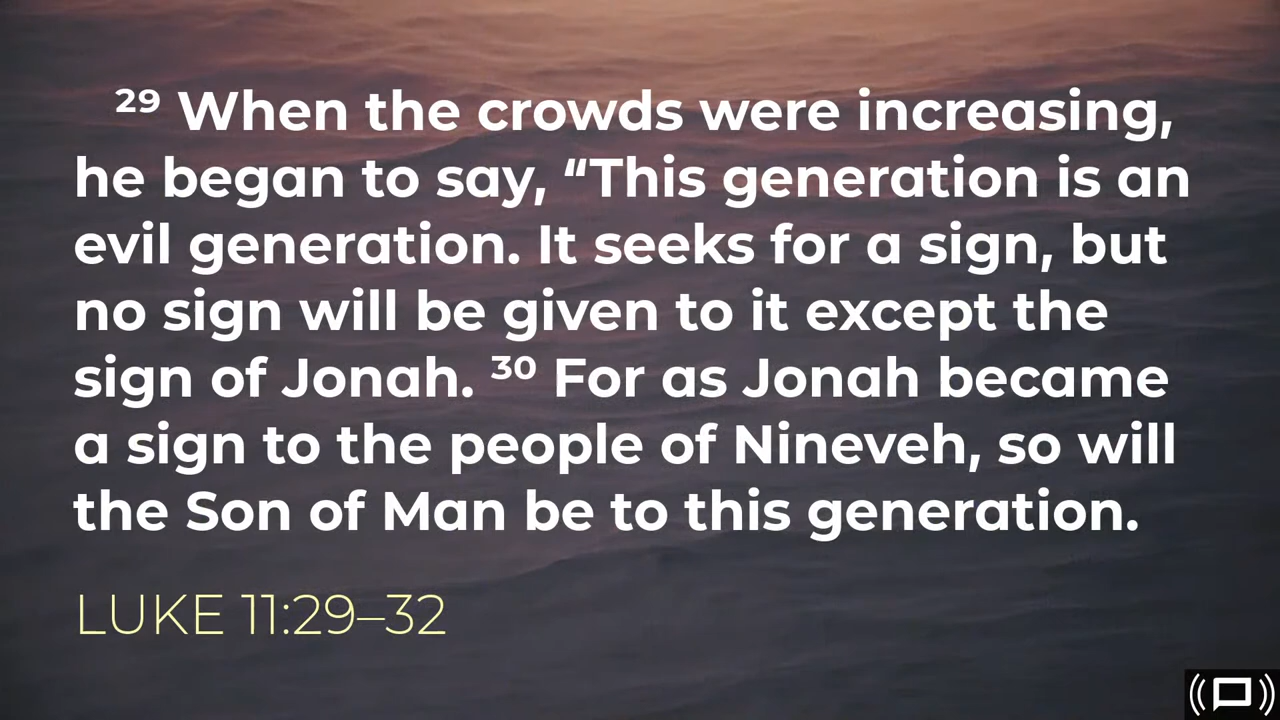 ²⁹ When the crowds were increasing,
he began to say, “This generation is an
evil generation. It seeks for a sign, but
no sign will be given to it except the
sign of Jonah. ³⁰ For as Jonah became
a sign to the people of Nineveh, so will
the Son of Man be to this generation.
LUKE 11:29–32